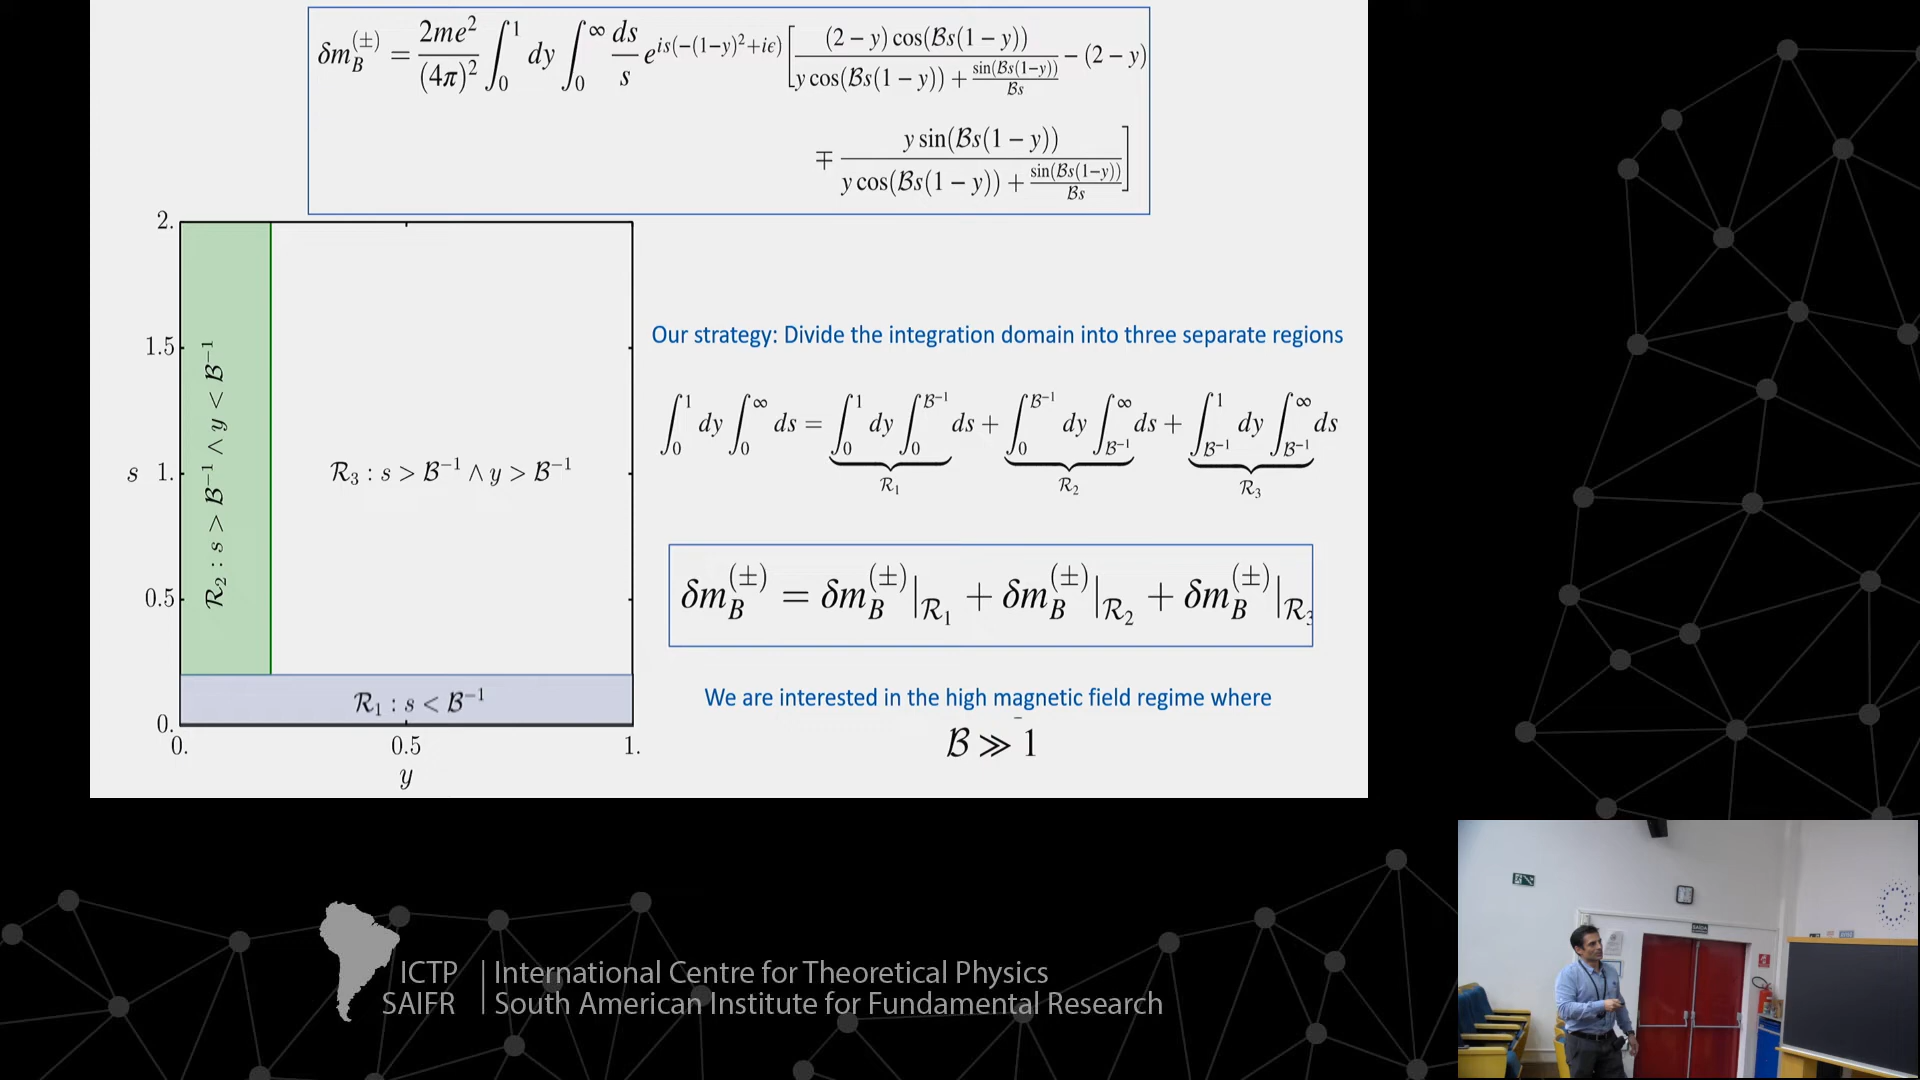 δm_B^{(±)} = \frac{2me^2}{(4π)^2} ∫_0^1 dy ∫_0^∞ \frac{ds}{s} e^{is(−(1−y)^2+iϵ)} [ \frac{(2 − y) cos(ℬs(1 − y))}{y cos(ℬs(1 − y)) + \frac{sin(ℬs(1−y))}{ℬs}} − (2 − y)
∓ \frac{y sin(ℬs(1 − y))}{y cos(ℬs(1 − y)) + \frac{sin(ℬs(1−y))}{ℬs}} ]
2.
1.5
s 1.
0.5
0.
0. 0.5 1.
y
ℛ_2 : s > ℬ^{−1} ∧ y < ℬ^{−1}
ℛ_3 : s > ℬ^{−1} ∧ y > ℬ^{−1}
ℛ_1 : s < ℬ^{−1}
Our strategy: Divide the integration domain into three separate regions
∫_0^1 dy ∫_0^∞ ds = ∫_0^1 dy ∫_0^{ℬ^{−1}} ds + ∫_0^{ℬ^{−1}} dy ∫_{ℬ^{−1}}^∞ ds + ∫_{ℬ^{−1}}^1 dy ∫_{ℬ^{−1}}^∞ ds
ℛ_1 ℛ_2 ℛ_3
δm_B^{(±)} = δm_B^{(±)}|_{ℛ_1} + δm_B^{(±)}|_{ℛ_2} + δm_B^{(±)}|_{ℛ_3}
We are interested in the high magnetic field regime where
ℬ ≫ 1
ICTP | International Centre for Theoretical Physics
SAIFR | South American Institute for Fundamental Research